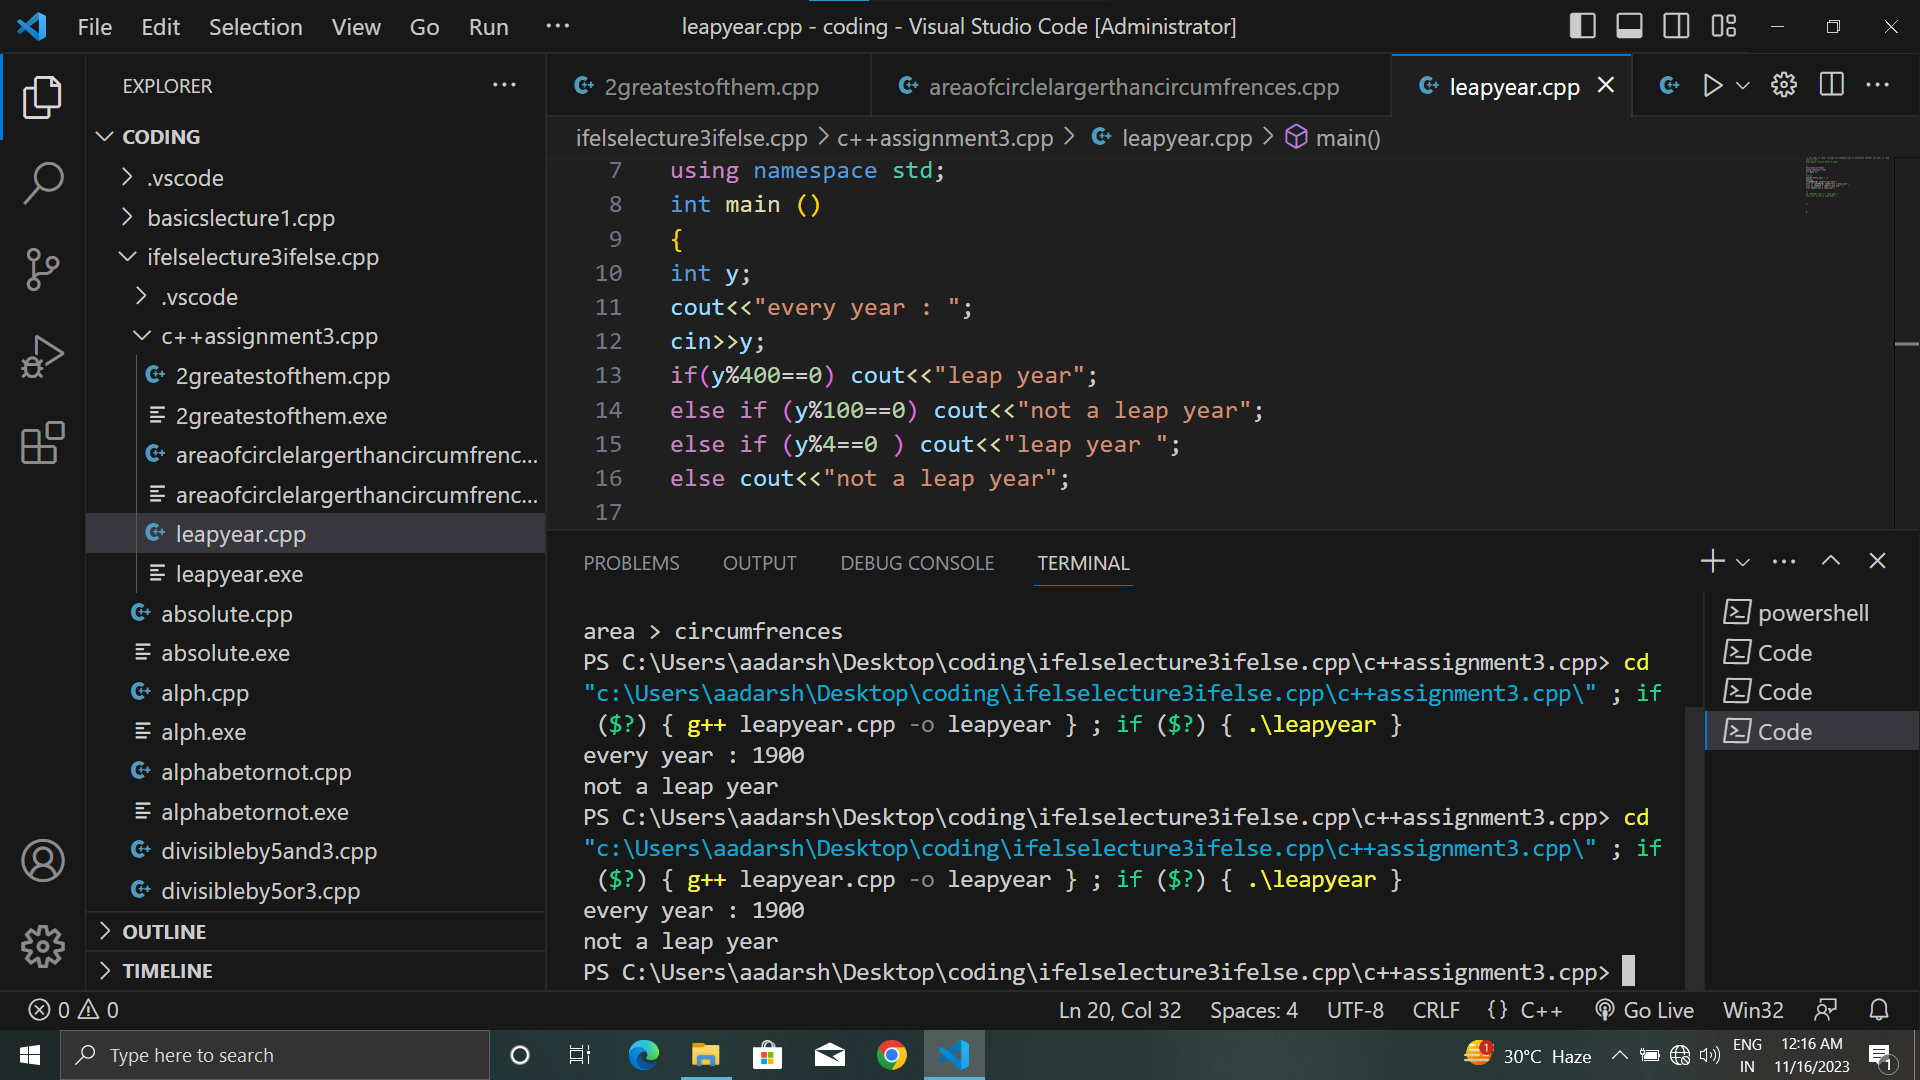 File Edit Selection View Go Run ···
leapyear.cpp - coding - Visual Studio Code [Administrator]
EXPLORER
CODING
.vscode
basicslecture1.cpp
ifelselecture3ifelse.cpp
.vscode
c++assignment3.cpp
2greatestofthem.cpp
2greatestofthem.exe
areaofcirclelargerthancircumfrenc...
areaofcirclelargerthancircumfrenc...
leapyear.cpp
leapyear.exe
absolute.cpp
absolute.exe
alph.cpp
alph.exe
alphabetornot.cpp
alphabetornot.exe
divisibleby5and3.cpp
divisibleby5or3.cpp
OUTLINE
TIMELINE
2greatestofthem.cpp areaofcirclelargerthancircumfrences.cpp leapyear.cpp
ifelselecture3ifelse.cpp > c++assignment3.cpp > leapyear.cpp > main()
7 using namespace std;
8 int main ()
9 {
10 int y;
11 cout<<"every year : ";
12 cin>>y;
13 if(y%400==0) cout<<"leap year";
14 else if (y%100==0) cout<<"not a leap year";
15 else if (y%4==0 ) cout<<"leap year ";
16 else cout<<"not a leap year";
17
PROBLEMS OUTPUT DEBUG CONSOLE TERMINAL
area > circumfrences
PS C:\Users\aadarsh\Desktop\coding\ifelselecture3ifelse.cpp\c++assignment3.cpp> cd
"c:\Users\aadarsh\Desktop\coding\ifelselecture3ifelse.cpp\c++assignment3.cpp\" ; if
($?) { g++ leapyear.cpp -o leapyear } ; if ($?) { .\leapyear }
every year : 1900
not a leap year
PS C:\Users\aadarsh\Desktop\coding\ifelselecture3ifelse.cpp\c++assignment3.cpp> cd
"c:\Users\aadarsh\Desktop\coding\ifelselecture3ifelse.cpp\c++assignment3.cpp\" ; if
($?) { g++ leapyear.cpp -o leapyear } ; if ($?) { .\leapyear }
every year : 1900
not a leap year
PS C:\Users\aadarsh\Desktop\coding\ifelselecture3ifelse.cpp\c++assignment3.cpp>
powershell
Code
Code
Code
0 0
Ln 20, Col 32 Spaces: 4 UTF-8 CRLF {} C++ Go Live Win32
Type here to search
1
30°C Haze
ENG
IN
12:16 AM
11/16/2023
1